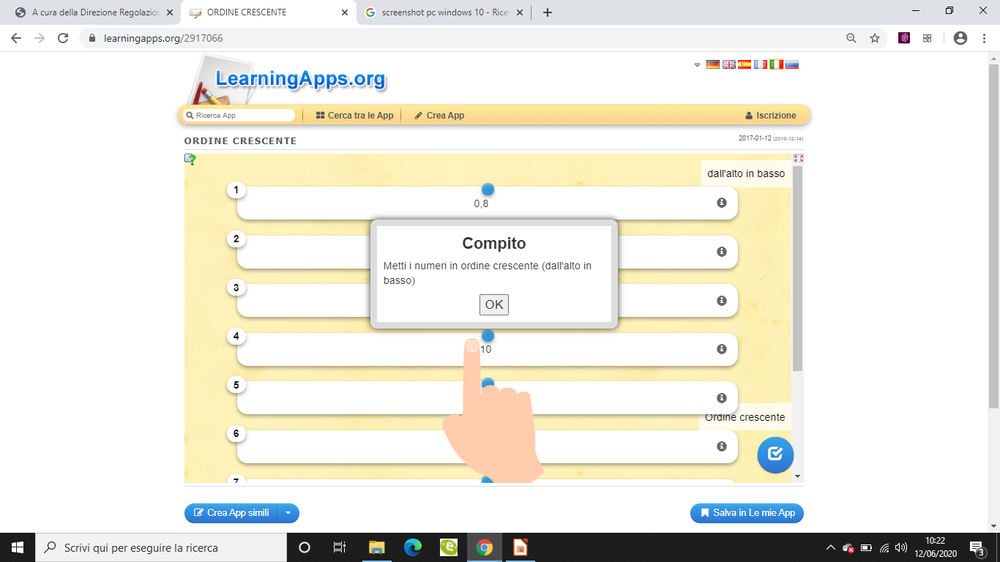 A cura della Direzione Regolazion
ORDINE CRESCENTE
screenshot pc windows 10 - Rice
learningapps.org/2917066
LearningApps.org
Ricerca App
Cerca tra le App
Crea App
Iscrizione
ORDINE CRESCENTE
2017-01-12 (2016-12-14)
dall'alto in basso
1
0,8
2
Compito
Metti i numeri in ordine crescente (dall'alto in
basso)
OK
3
4
10
5
Ordine crescente
6
7
Crea App simili
Salva in Le mie App
Scrivi qui per eseguire la ricerca
10:22
12/06/2020
3